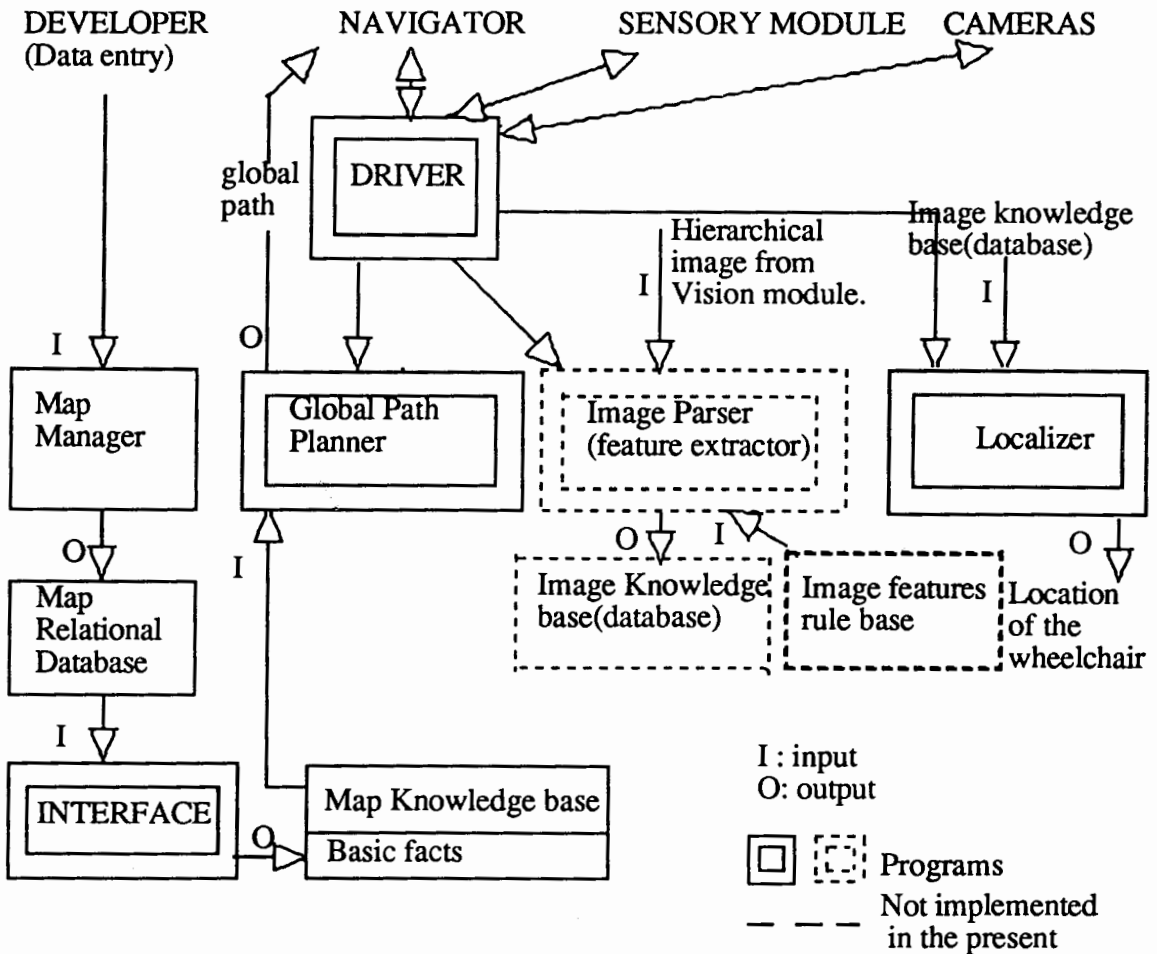 DEVELOPER
(Data entry)
NAVIGATOR
SENSORY MODULE
CAMERAS
global
path
DRIVER
Hierarchical
image from
Vision module.
I
Image knowledge
base(database)
I
I
O
Map
Manager
Global Path
Planner
Image Parser
(feature extractor)
Localizer
O
I
O
I
O
Map
Relational
Database
Image Knowledge
base(database)
Image features
rule base
Location
of the
wheelchair
I
INTERFACE
O
Map Knowledge base
Basic facts
I : input
O: output
Programs
Not implemented
in the present